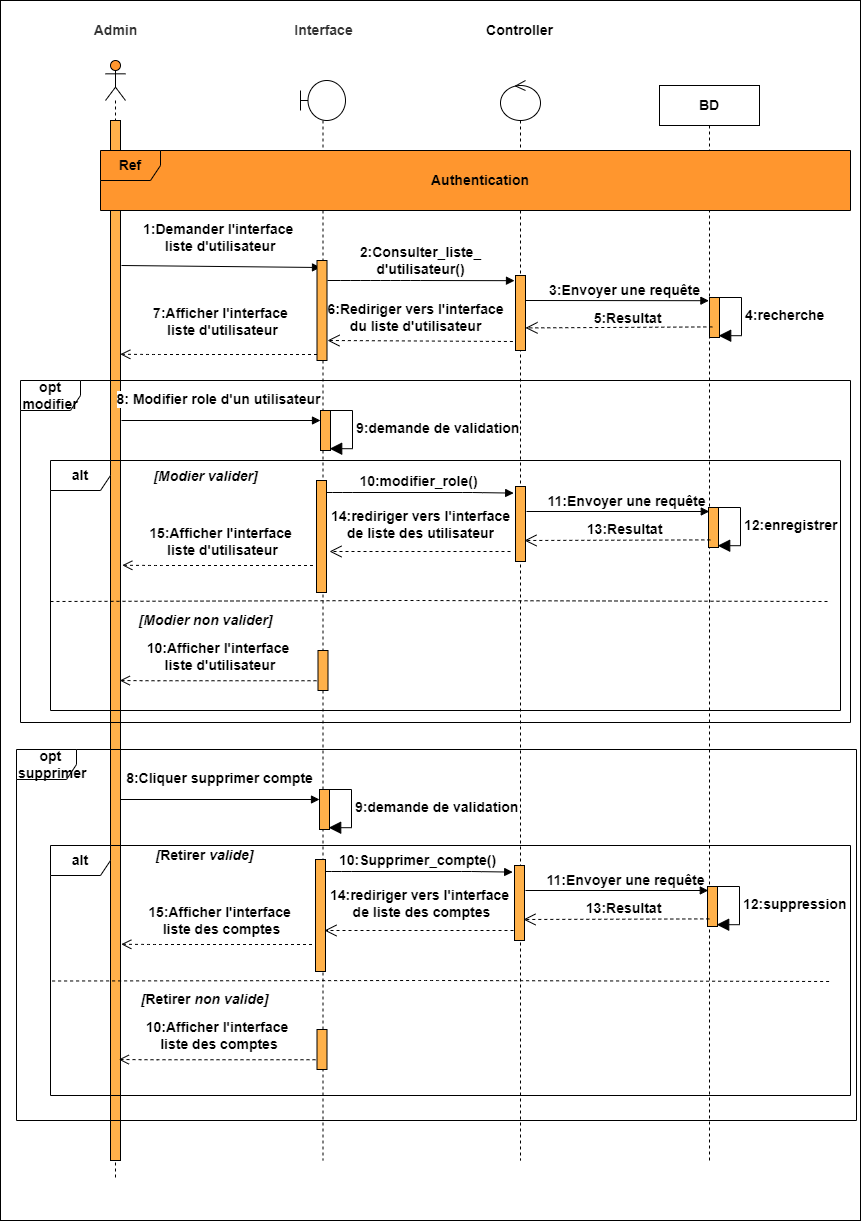 Admin
Interface
Controller
BD
Ref
Authentication
1:Demander l'interface
liste d'utilisateur
2:Consulter_liste_
d'utilisateur()
3:Envoyer une requête
4:recherche
5:Resultat
6:Rediriger vers l'interface
du liste d'utilisateur
7:Afficher l'interface
liste d'utilisateur
opt
modifier
8: Modifier role d'un utilisateur
9:demande de validation
alt
[Modier valider]
10:modifier_role()
11:Envoyer une requête
12:enregistrer
13:Resultat
14:rediriger vers l'interface
de liste des utilisateur
15:Afficher l'interface
liste d'utilisateur
[Modier non valider]
10:Afficher l'interface
liste d'utilisateur
opt
supprimer
8:Cliquer supprimer compte
9:demande de validation
alt
[Retirer valide]
10:Supprimer_compte()
11:Envoyer une requête
12:suppression
13:Resultat
14:rediriger vers l'interface
de liste des comptes
15:Afficher l'interface
liste des comptes
[Retirer non valide]
10:Afficher l'interface
liste des comptes